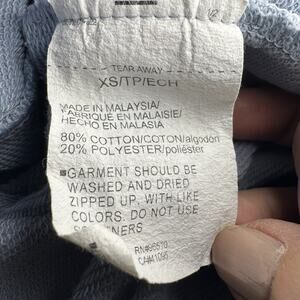 TEAR AWAY
XS/TP/ECH
MADE IN MALAYSIA/
FABRIQUE EN MALAISIE/
HECHO EN MALASIA
80% COTTON/COTON/algodón
20% POLYESTER/poliéster
■GARMENT SHOULD BE
WASHED AND DRIED
ZIPPED UP, WITH LIKE
COLORS. DO NOT USE